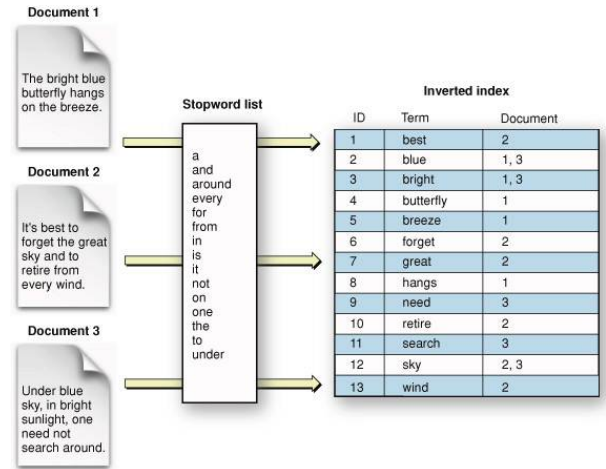 Document 1
The bright blue
butterfly hangs
on the breeze.
Document 2
It's best to
forget the great
sky and to
retire from
every wind.
Document 3
Under blue
sky, in bright
sunlight, one
need not
search around.
Stopword list
a
and
around
every
for
from
in
is
it
not
on
one
the
to
under
Inverted index
ID Term Document
1 best 2
2 blue 1, 3
3 bright 1, 3
4 butterfly 1
5 breeze 1
6 forget 2
7 great 2
8 hangs 1
9 need 3
10 retire 2
11 search 3
12 sky 2, 3
13 wind 2